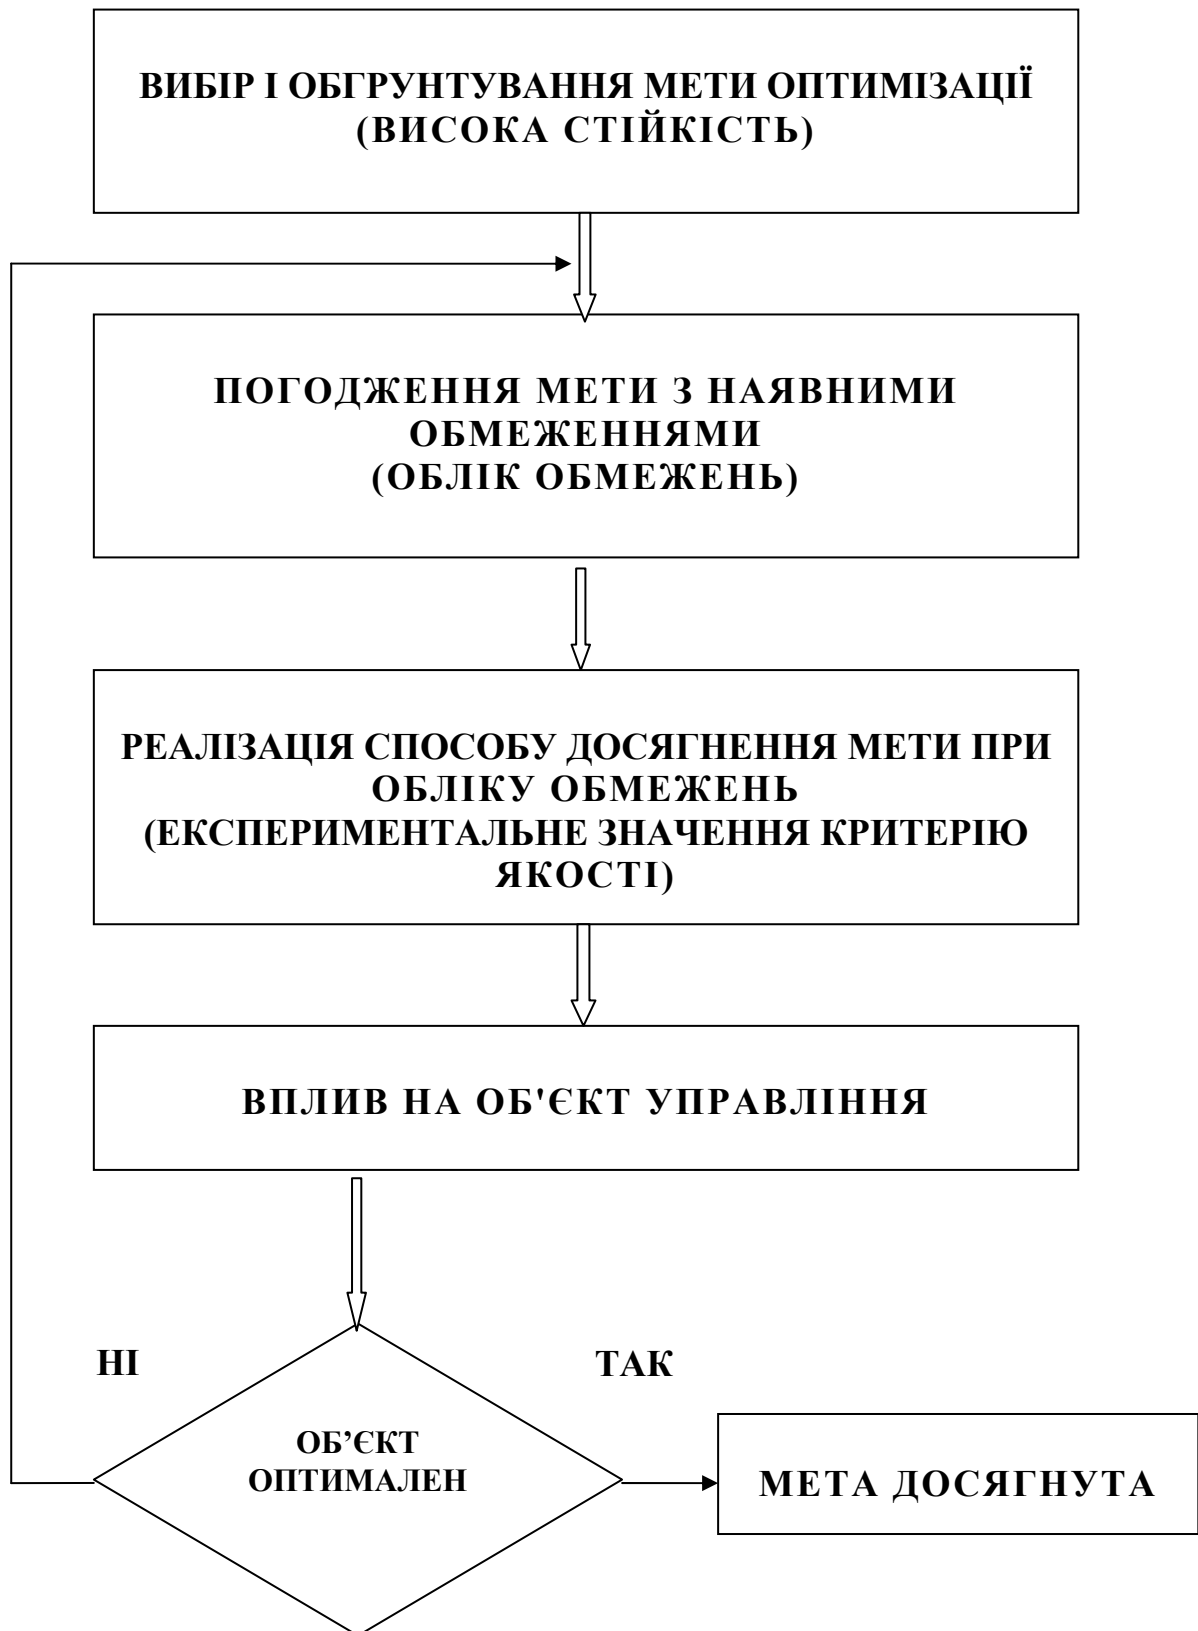 ВИБІР І ОБГРУНТУВАННЯ МЕТИ ОПТИМІЗАЦІЇ
(ВИСОКА СТІЙКІСТЬ)
ПОГОДЖЕННЯ МЕТИ З НАЯВНИМИ
ОБМЕЖЕННЯМИ
(ОБЛІК ОБМЕЖЕНЬ)
РЕАЛІЗАЦІЯ СПОСОБУ ДОСЯГНЕННЯ МЕТИ ПРИ
ОБЛІКУ ОБМЕЖЕНЬ
(ЕКСПЕРИМЕНТАЛЬНЕ ЗНАЧЕННЯ КРИТЕРІЮ
ЯКОСТІ)
ВПЛИВ НА ОБ'ЄКТ УПРАВЛІННЯ
НІ
ТАК
ОБ’ЄКТ
ОПТИМАЛЕН
МЕТА ДОСЯГНУТА